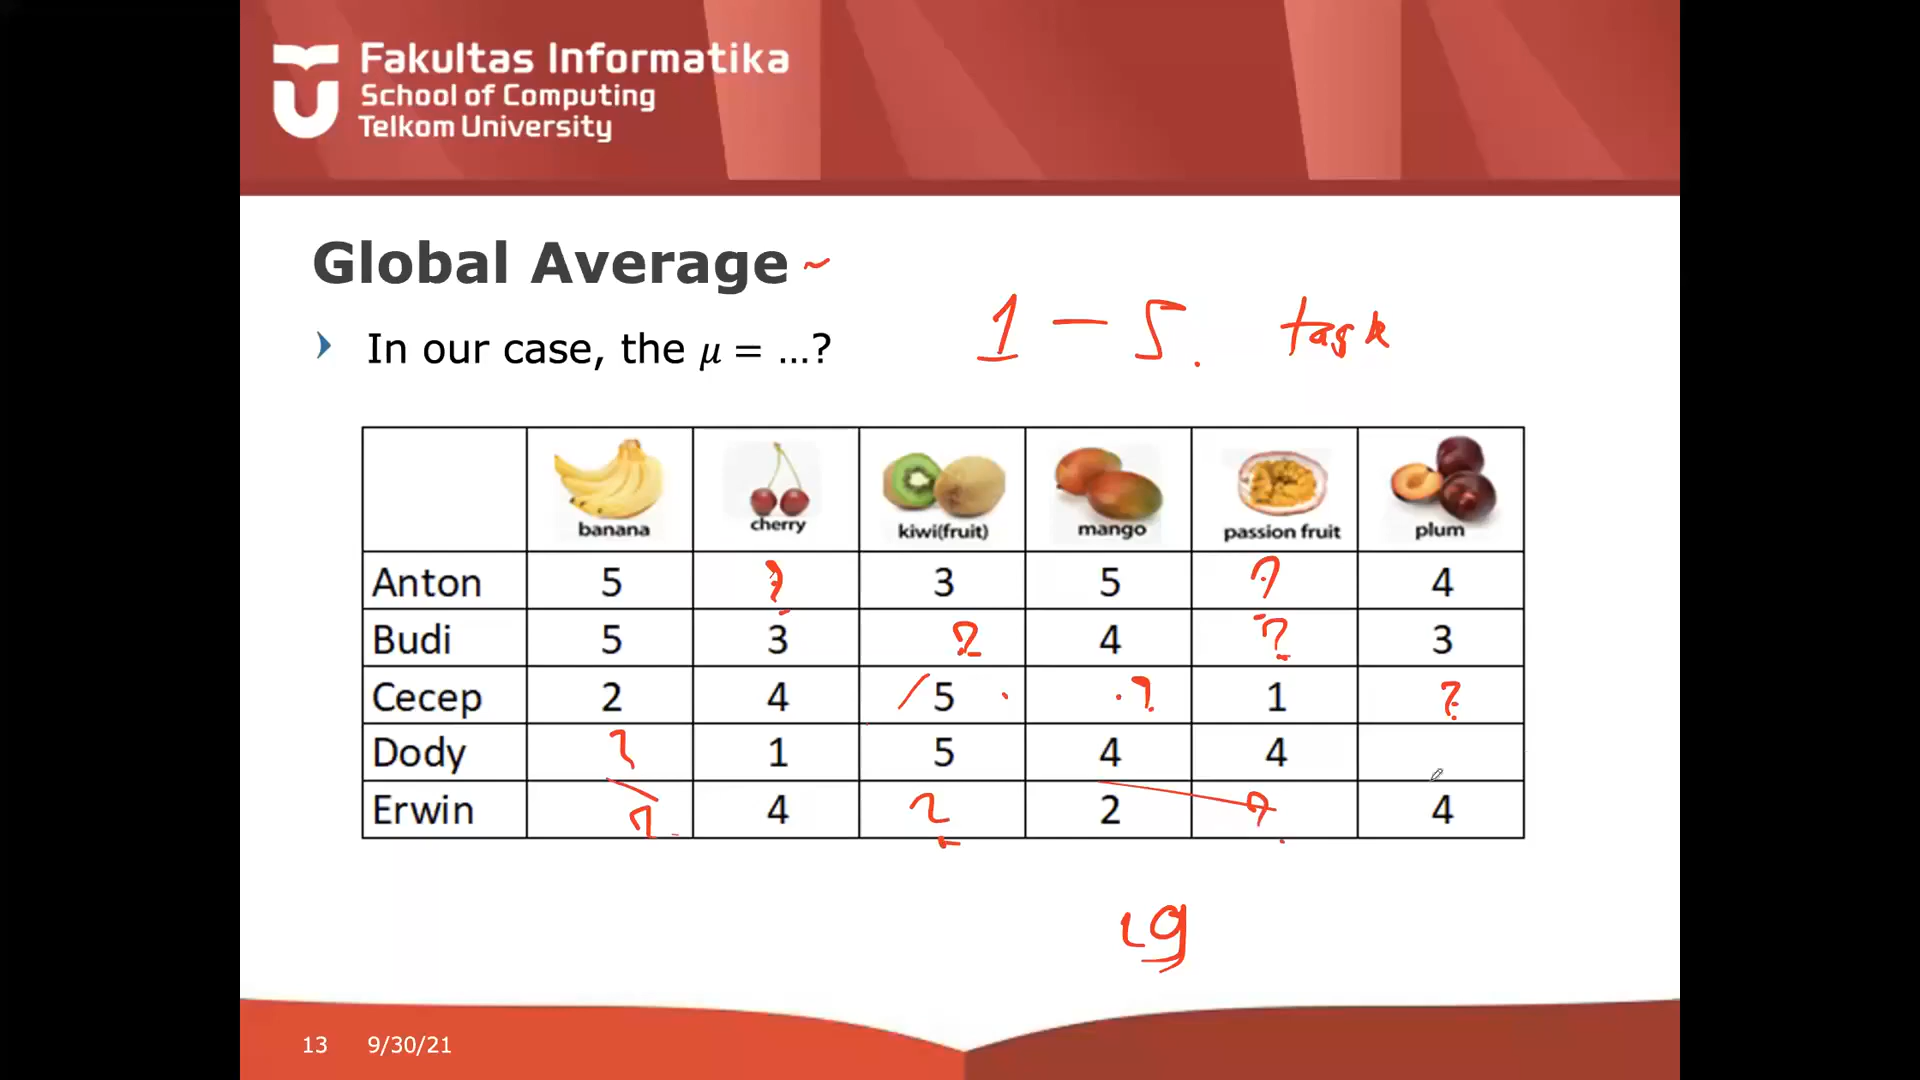 Fakultas Informatika
School of Computing
Telkom University
Global Average ~
In our case, the μ = ...?
1 – 5. task
banana cherry kiwi(fruit) mango passion fruit plum
Anton 5 ? 3 5 ? 4
Budi 5 3 ? 4 ? 3
Cecep 2 4 5 ? 1 ?
Dody ? 1 5 4 4
Erwin ? 4 ? 2 ? 4
13 9/30/21